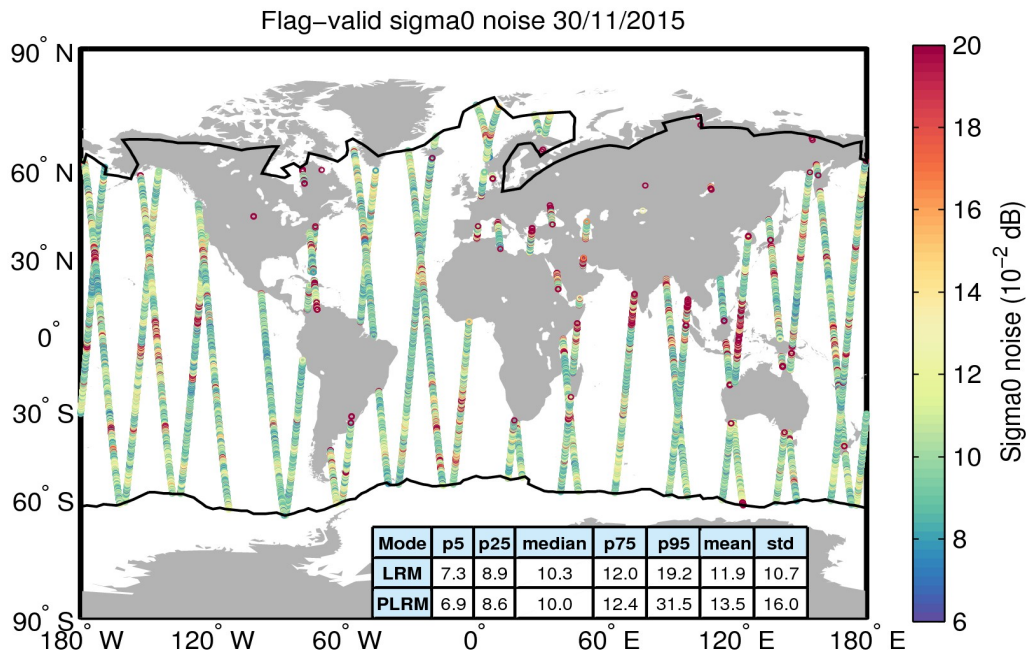 Flag−valid sigma0 noise 30/11/2015
90° N
60° N
30° N
0°
30° S
60° S
90° S
180° W 120° W 60° W 0° 60° E 120° E 180° E
20
18
16
14
12
10
8
6
Sigma0 noise (10⁻² dB)
Mode p5 p25 median p75 p95 mean std
LRM 7.3 8.9 10.3 12.0 19.2 11.9 10.7
PLRM 6.9 8.6 10.0 12.4 31.5 13.5 16.0